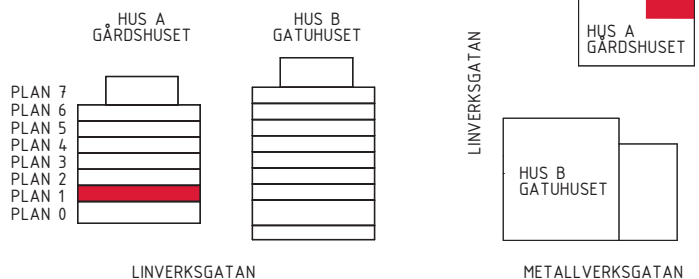 HUS A
GÅRDSHUSET
HUS B
GATUHUSET
PLAN 7
PLAN 6
PLAN 5
PLAN 4
PLAN 3
PLAN 2
PLAN 1
PLAN 0
LINVERKSGATAN
LINVERKSGATAN
HUS A
GÅRDSHUSET
HUS B
GATUHUSET
METALLVERKSGATAN